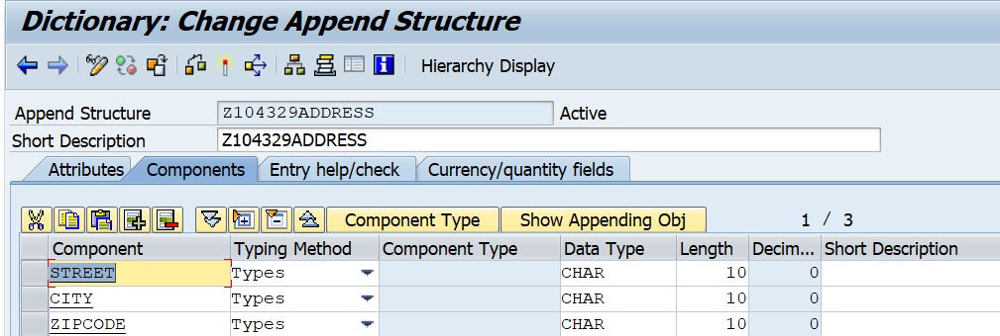 Dictionary: Change Append Structure
Hierarchy Display
Append Structure Z104329ADDRESS Active
Short Description Z104329ADDRESS
Attributes Components Entry help/check Currency/quantity fields
Component Type Show Appending Obj 1 / 3
Component Typing Method Component Type Data Type Length Decim... Short Description
STREET Types CHAR 10 0
CITY Types CHAR 10 0
ZIPCODE Types CHAR 10 0